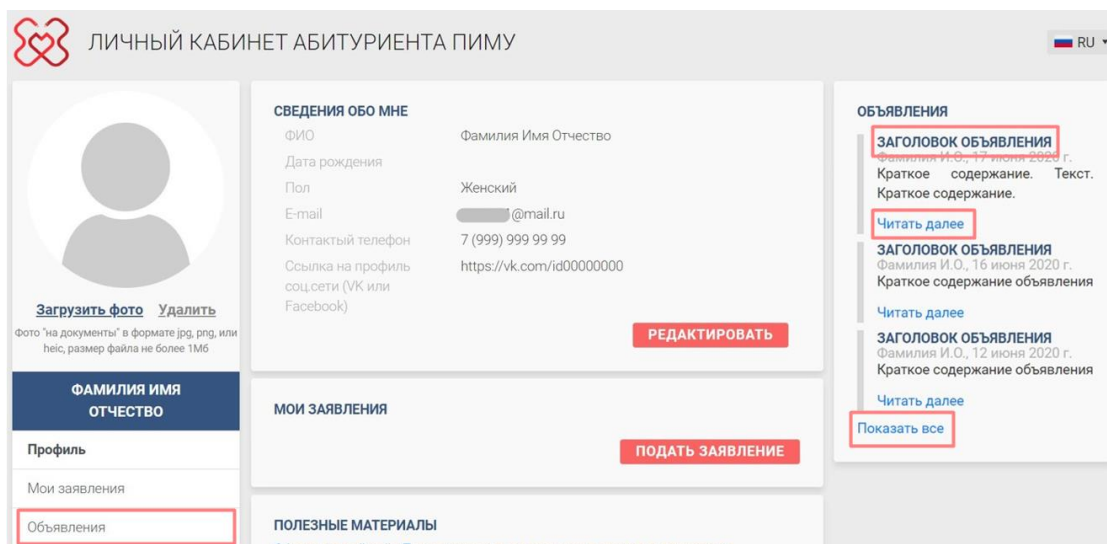 ЛИЧНЫЙ КАБИНЕТ АБИТУРИЕНТА ПИМУ
RU
Загрузить фото Удалить
Фото "на документы" в формате jpg, png, или
heic, размер файла не более 1Мб
ФАМИЛИЯ ИМЯ
ОТЧЕСТВО
Профиль
Мои заявления
Объявления
СВЕДЕНИЯ ОБО МНЕ
ФИО Фамилия Имя Отчество
Дата рождения
Пол Женский
E-mail @mail.ru
Контактый телефон 7 (999) 999 99 99
Ссылка на профиль https://vk.com/id00000000
соц.сети (VK или
Facebook)
РЕДАКТИРОВАТЬ
МОИ ЗАЯВЛЕНИЯ
ПОДАТЬ ЗАЯВЛЕНИЕ
ПОЛЕЗНЫЕ МАТЕРИАЛЫ
ОБЪЯВЛЕНИЯ
ЗАГОЛОВОК ОБЪЯВЛЕНИЯ
Фамилия И.О., 17 июня 2020 г.
Краткое содержание. Текст.
Краткое содержание.
Читать далее
ЗАГОЛОВОК ОБЪЯВЛЕНИЯ
Фамилия И.О., 16 июня 2020 г.
Краткое содержание объявления
Читать далее
ЗАГОЛОВОК ОБЪЯВЛЕНИЯ
Фамилия И.О., 12 июня 2020 г.
Краткое содержание объявления
Читать далее
Показать все